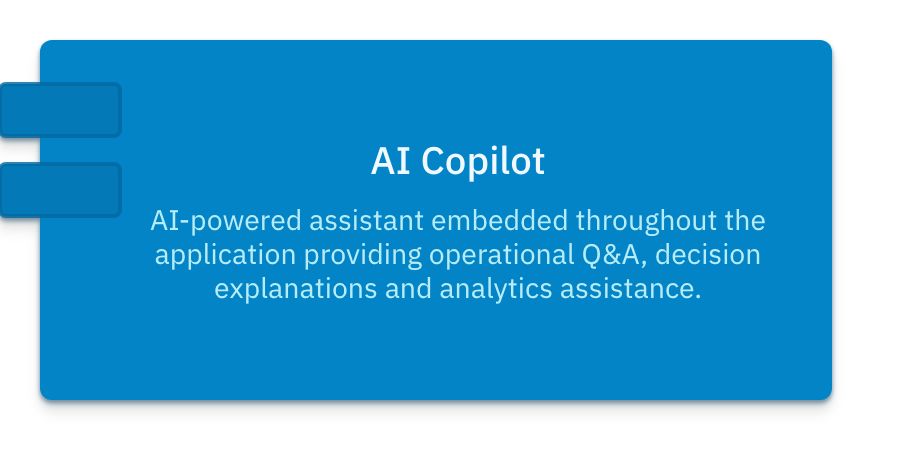 AI Copilot
AI-powered assistant embedded throughout the
application providing operational Q&A, decision
explanations and analytics assistance.